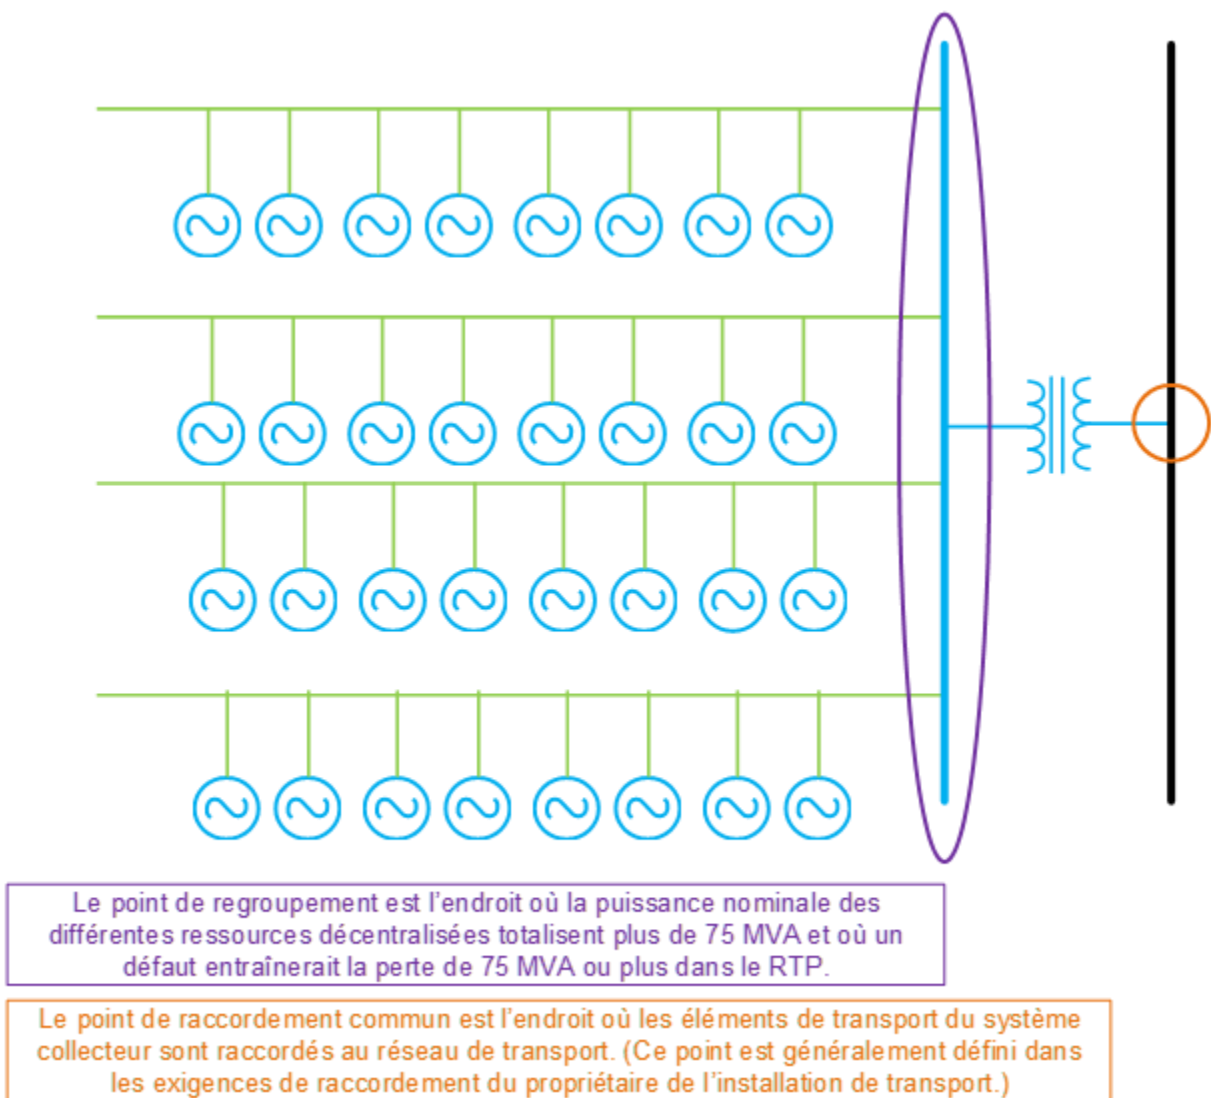 Le point de regroupement est l'endroit où la puissance nominale des
différentes ressources décentralisées totalisent plus de 75 MVA et où un
défaut entraînerait la perte de 75 MVA ou plus dans le RTP.
Le point de raccordement commun est l'endroit où les éléments de transport du système
collecteur sont raccordés au réseau de transport. (Ce point est généralement défini dans
les exigences de raccordement du propriétaire de l'installation de transport.)